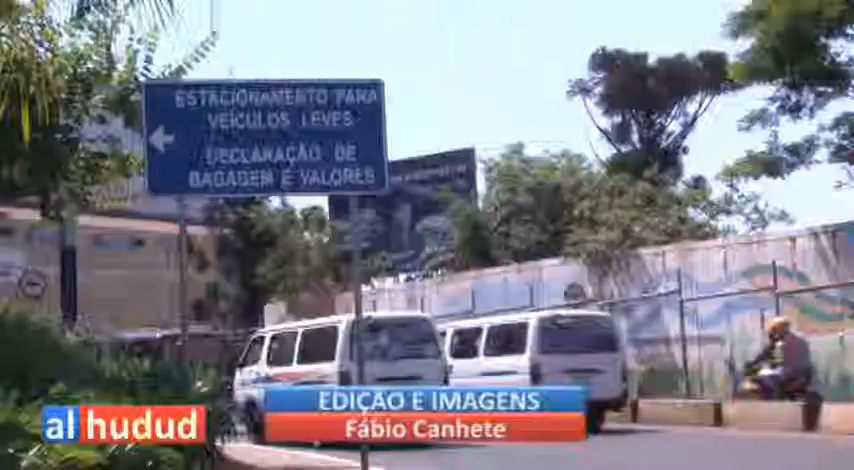 ESTACIONAMENTO PARA
VEÍCULOS LEVES
DECLARAÇÃO DE
BAGAGEM E VALORES
EDIÇÃO E IMAGENS
Fábio Canhete
al hudud